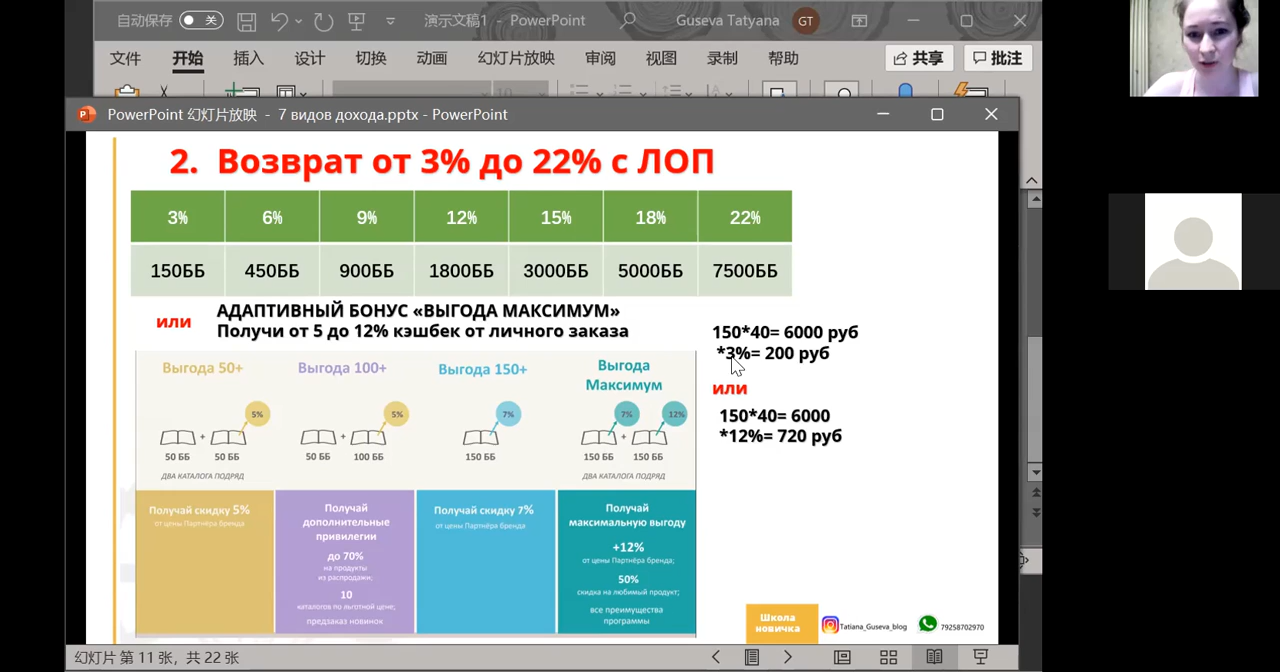 自动保存 关 演示文稿1 - PowerPoint Guseva Tatyana GT
文件 开始 插入 设计 切换 动画 幻灯片放映 审阅 视图 录制 帮助 共享 批注
PowerPoint 幻灯片放映 - 7 видов дохода.pptx - PowerPoint
2. Возврат от 3% до 22% с ЛОП
3% 6% 9% 12% 15% 18% 22%
150ББ 450ББ 900ББ 1800ББ 3000ББ 5000ББ 7500ББ
или
АДАПТИВНЫЙ БОНУС «ВЫГОДА МАКСИМУМ»
Получи от 5 до 12% кэшбек от личного заказа
150*40= 6000 руб
*3%= 200 руб
или
150*40= 6000
*12%= 720 руб
Выгода 50+
5%
50 ББ + 50 ББ
ДВА КАТАЛОГА ПОДРЯД
Получай скидку 5%
от цены Партнёра бренда
Выгода 100+
5%
50 ББ + 100 ББ
Получай
дополнительные
привилегии
до 70%
на продукты
из распродажи;
10
каталогов по льготной цене;
предзаказ новинок
Выгода 150+
7%
150 ББ
Получай скидку 7%
от цены Партнёра бренда
Выгода
Максимум
7% 12%
150 ББ + 150 ББ
ДВА КАТАЛОГА ПОДРЯД
Получай
максимальную выгоду
+12%
от цены Партнёра бренда;
50%
скидка на любимый продукт;
все преимущества
программы
Школа
новичка
Tatiana_Guseva_blog
79258702970
幻灯片 第 11 张，共 22 张